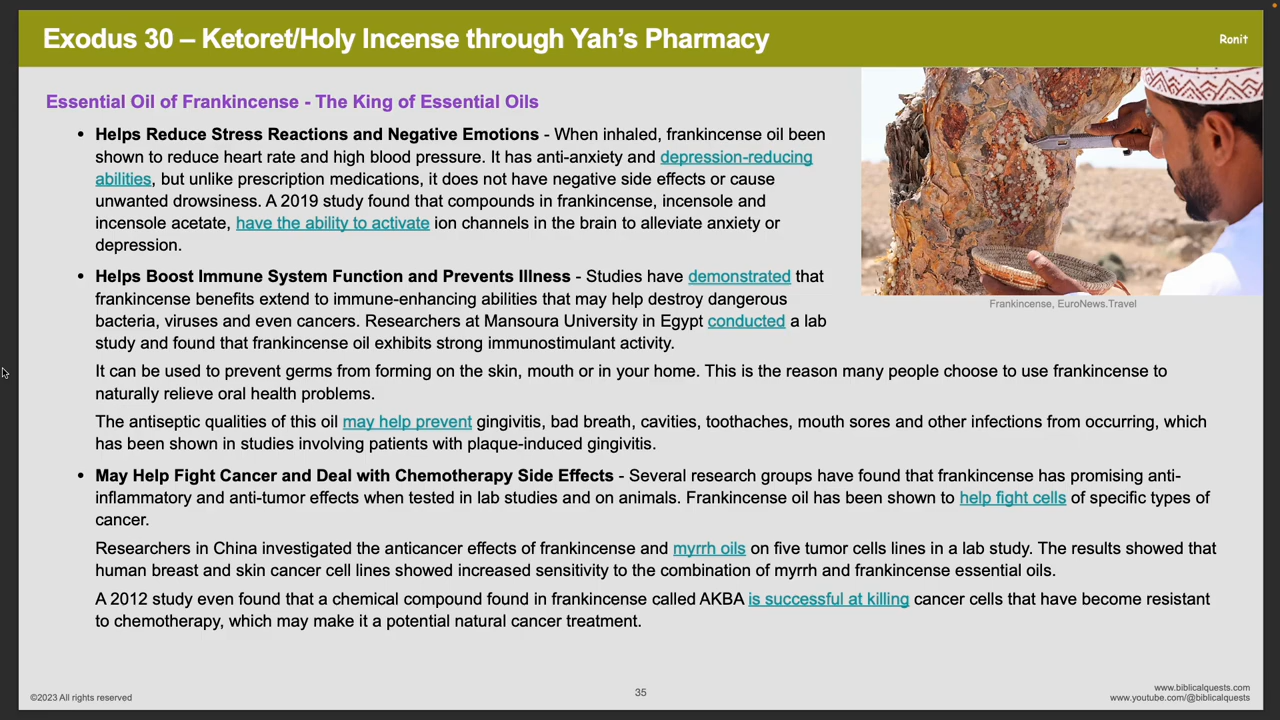 Exodus 30 – Ketoret/Holy Incense through Yah's Pharmacy
Ronit
Essential Oil of Frankincense - The King of Essential Oils
• Helps Reduce Stress Reactions and Negative Emotions - When inhaled, frankincense oil been
shown to reduce heart rate and high blood pressure. It has anti-anxiety and depression-reducing
abilities, but unlike prescription medications, it does not have negative side effects or cause
unwanted drowsiness. A 2019 study found that compounds in frankincense, incensole and
incensole acetate, have the ability to activate ion channels in the brain to alleviate anxiety or
depression.
• Helps Boost Immune System Function and Prevents Illness - Studies have demonstrated that
frankincense benefits extend to immune-enhancing abilities that may help destroy dangerous
bacteria, viruses and even cancers. Researchers at Mansoura University in Egypt conducted a lab
study and found that frankincense oil exhibits strong immunostimulant activity.
Frankincense, EuroNews.Travel
It can be used to prevent germs from forming on the skin, mouth or in your home. This is the reason many people choose to use frankincense to
naturally relieve oral health problems.
The antiseptic qualities of this oil may help prevent gingivitis, bad breath, cavities, toothaches, mouth sores and other infections from occurring, which
has been shown in studies involving patients with plaque-induced gingivitis.
• May Help Fight Cancer and Deal with Chemotherapy Side Effects - Several research groups have found that frankincense has promising anti-
inflammatory and anti-tumor effects when tested in lab studies and on animals. Frankincense oil has been shown to help fight cells of specific types of
cancer.
Researchers in China investigated the anticancer effects of frankincense and myrrh oils on five tumor cells lines in a lab study. The results showed that
human breast and skin cancer cell lines showed increased sensitivity to the combination of myrrh and frankincense essential oils.
A 2012 study even found that a chemical compound found in frankincense called AKBA is successful at killing cancer cells that have become resistant
to chemotherapy, which may make it a potential natural cancer treatment.
©2023 All rights reserved
35
www.biblicalquests.com
www.youtube.com/@biblicalquests